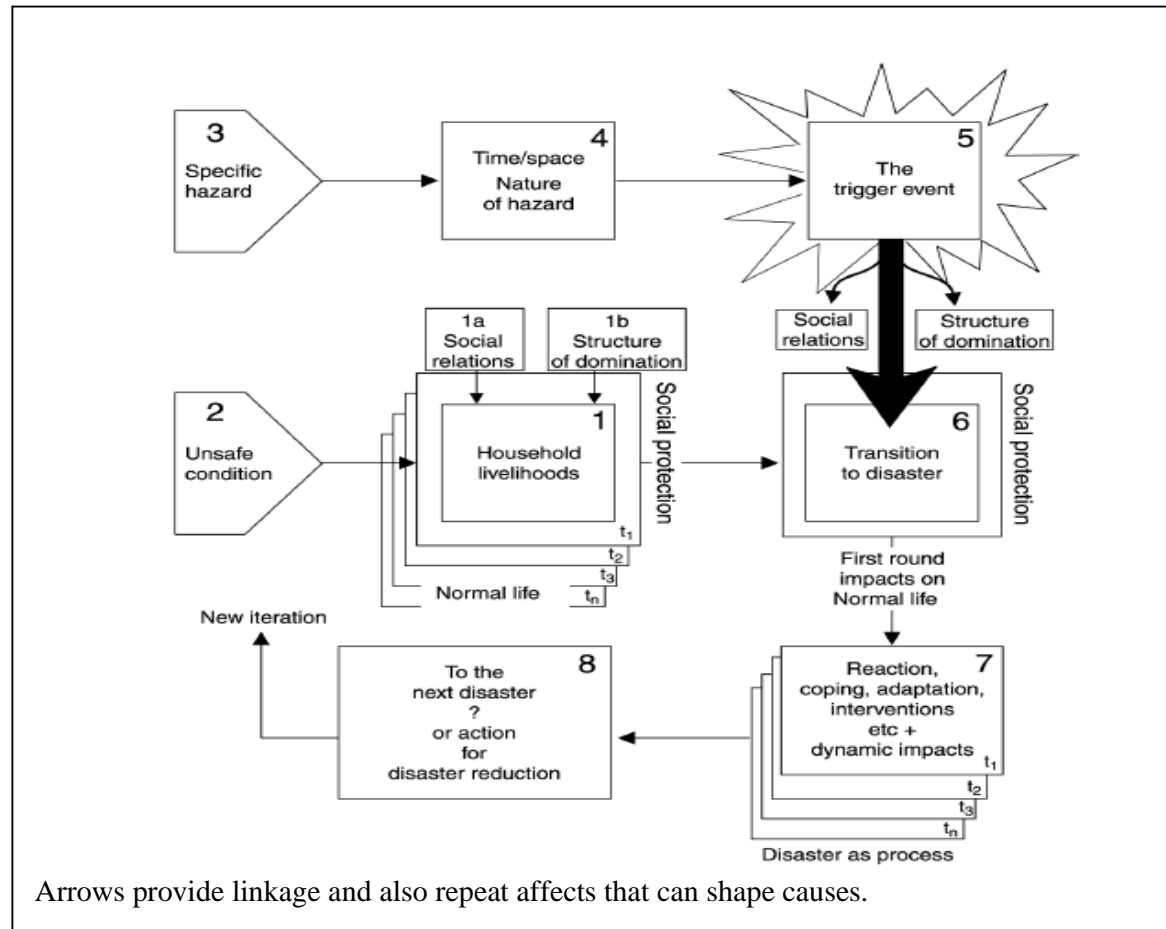 3
Specific
hazard
4
Time/space
Nature
of hazard
5
The
trigger event
Social
relations
Structure
of domination
2
Unsafe
condition
1a
Social
relations
1b
Structure
of domination
1
Household
livelihoods
Social protection
t1
t2
t3
tn
Normal life
6
Transition
to disaster
Social protection
First round
impacts on
Normal life
7
Reaction,
coping, adaptation,
interventions
etc +
dynamic impacts
t1
t2
t3
tn
Disaster as process
8
To the
next disaster
?
or action
for
disaster reduction
New iteration
Arrows provide linkage and also repeat affects that can shape causes.